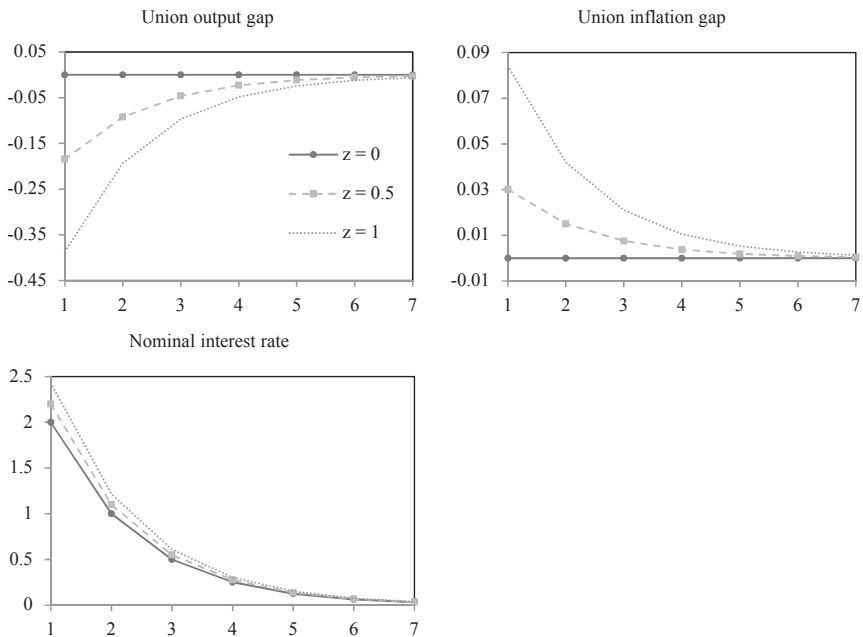 Union output gap
0.05
-0.05
-0.15
-0.25
-0.35
-0.45
1 2 3 4 5 6 7
z = 0
z = 0.5
z = 1
Union inflation gap
0.09
0.07
0.05
0.03
0.01
-0.01
1 2 3 4 5 6 7
Nominal interest rate
2.5
2
1.5
1
0.5
0
1 2 3 4 5 6 7